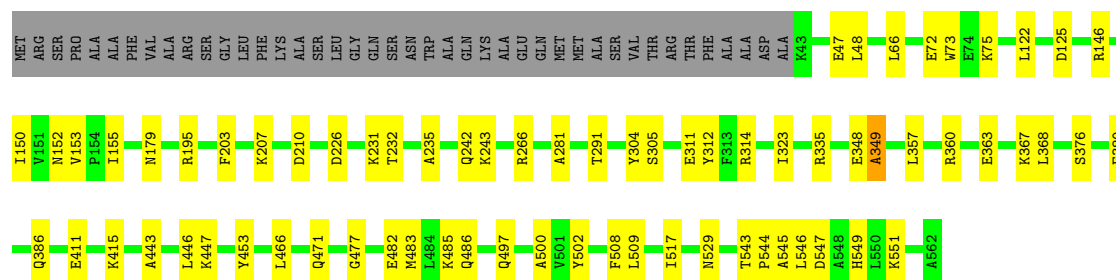 MET ARG SER PRO ALA ALA PHE VAL ALA ARG SER GLY LEU PHE LYS ALA SER LEU GLY GLN SER ASN TRP ALA GLN LYS ALA GLU GLN MET MET ALA SER VAL THR ARG THR PHE ALA ALA ASP ALA K43 E47 L48 L66 E72 W73 E74 K75 L122 D125 R146
I150 V151 N152 V153 P154 I155 N179 R195 F203 K207 D210 D226 K231 T232 A235 Q242 K243 R266 A281 T291 Y304 S305 E311 Y312 F313 R314 I323 R335 E348 A349 L357 R360 E363 K367 L368 S376
Q386 E411 K415 A443 L446 K447 Y453 L466 Q471 G477 E482 M483 L484 K485 Q486 Q497 A500 V501 Y502 F508 L509 I517 N529 T543 P544 A545 L546 D547 A548 H549 L550 K551 A562